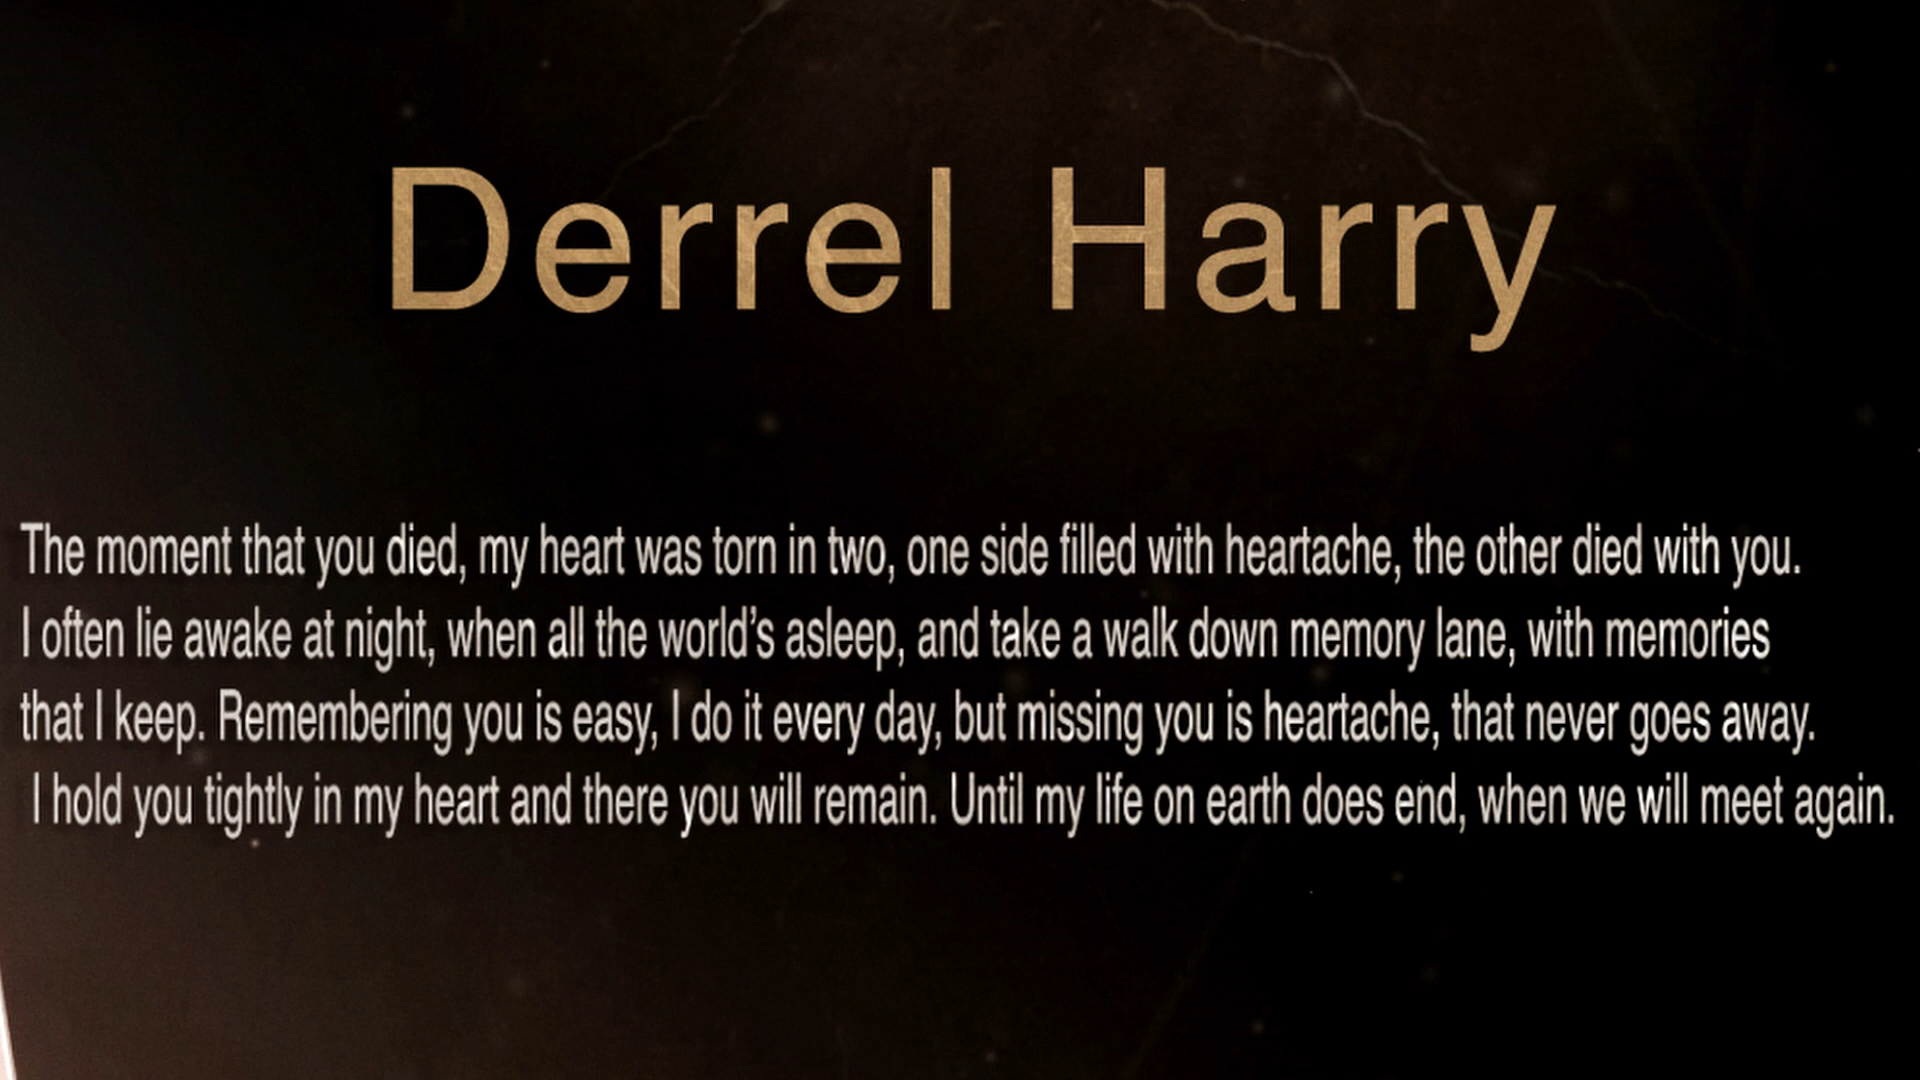 Derrel Harry
The moment that you died, my heart was torn in two, one side filled with heartache, the other died with you.
I often lie awake at night, when all the world’s asleep, and take a walk down memory lane, with memories
that I keep. Remembering you is easy, I do it every day, but missing you is heartache, that never goes away.
I hold you tightly in my heart and there you will remain. Until my life on earth does end, when we will meet again.